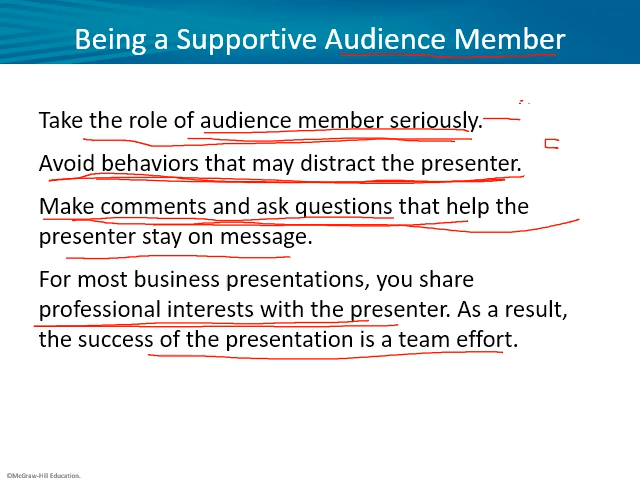 Being a Supportive Audience Member
Take the role of audience member seriously.
Avoid behaviors that may distract the presenter.
Make comments and ask questions that help the
presenter stay on message.
For most business presentations, you share
professional interests with the presenter. As a result,
the success of the presentation is a team effort.
©McGraw-Hill Education.